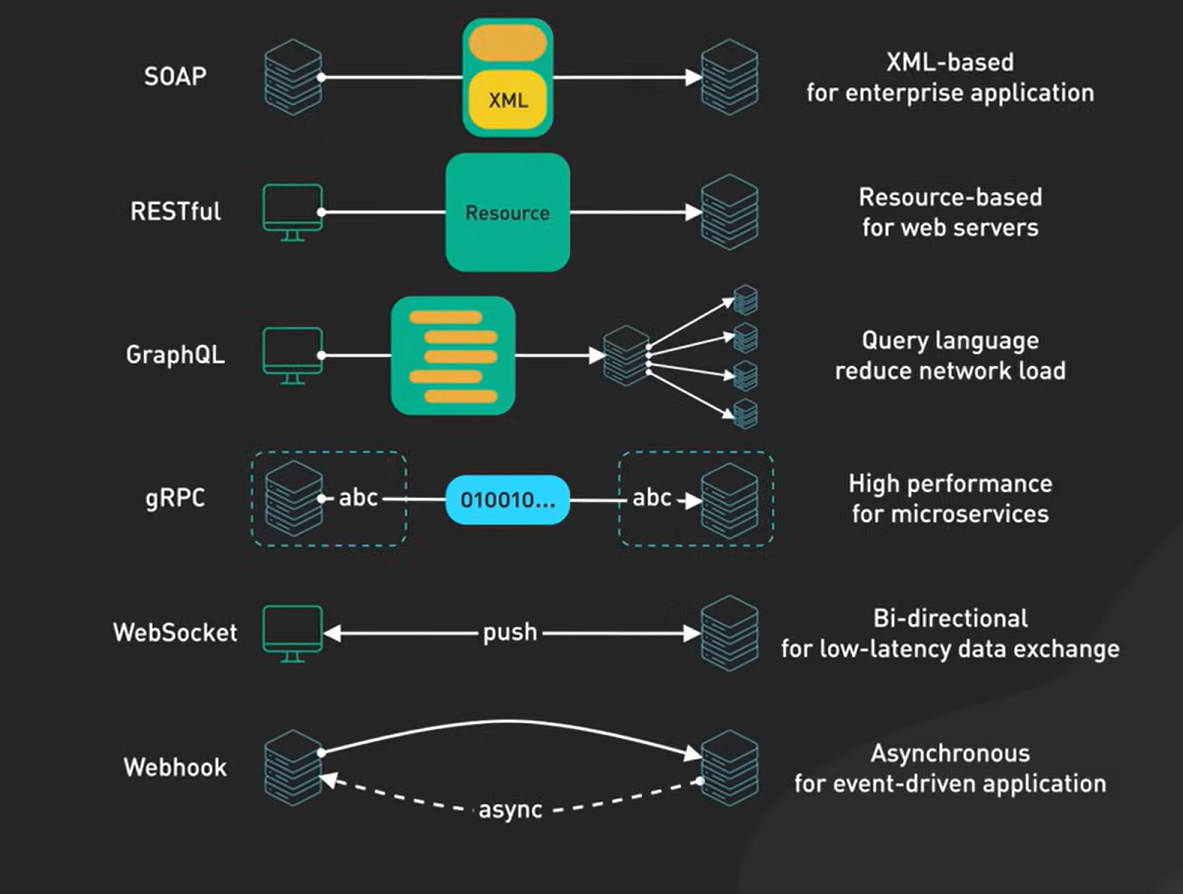 SOAP
XML
XML-based
for enterprise application
RESTful
Resource
Resource-based
for web servers
GraphQL
Query language
reduce network load
gRPC
abc
010010...
abc
High performance
for microservices
WebSocket
push
Bi-directional
for low-latency data exchange
Webhook
async
Asynchronous
for event-driven application